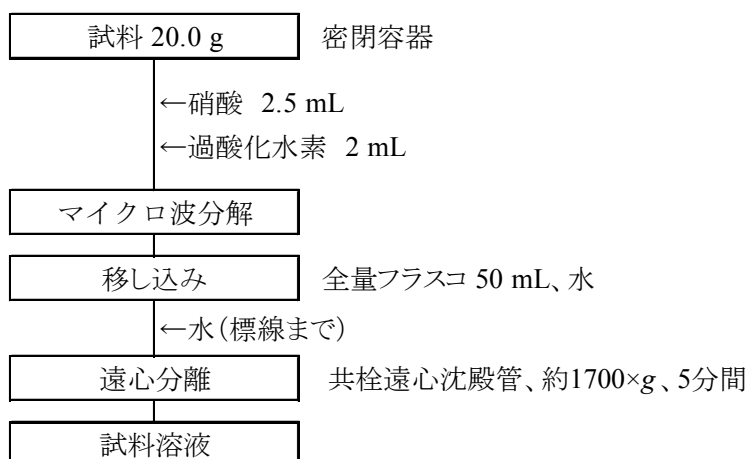 試料 20.0 g 密閉容器
←硝酸 2.5 mL
←過酸化水素 2 mL
マイクロ波分解
移し込み 全量フラスコ 50 mL、水
←水(標線まで)
遠心分離 共栓遠心沈殿管、約1700×g、5分間
試料溶液